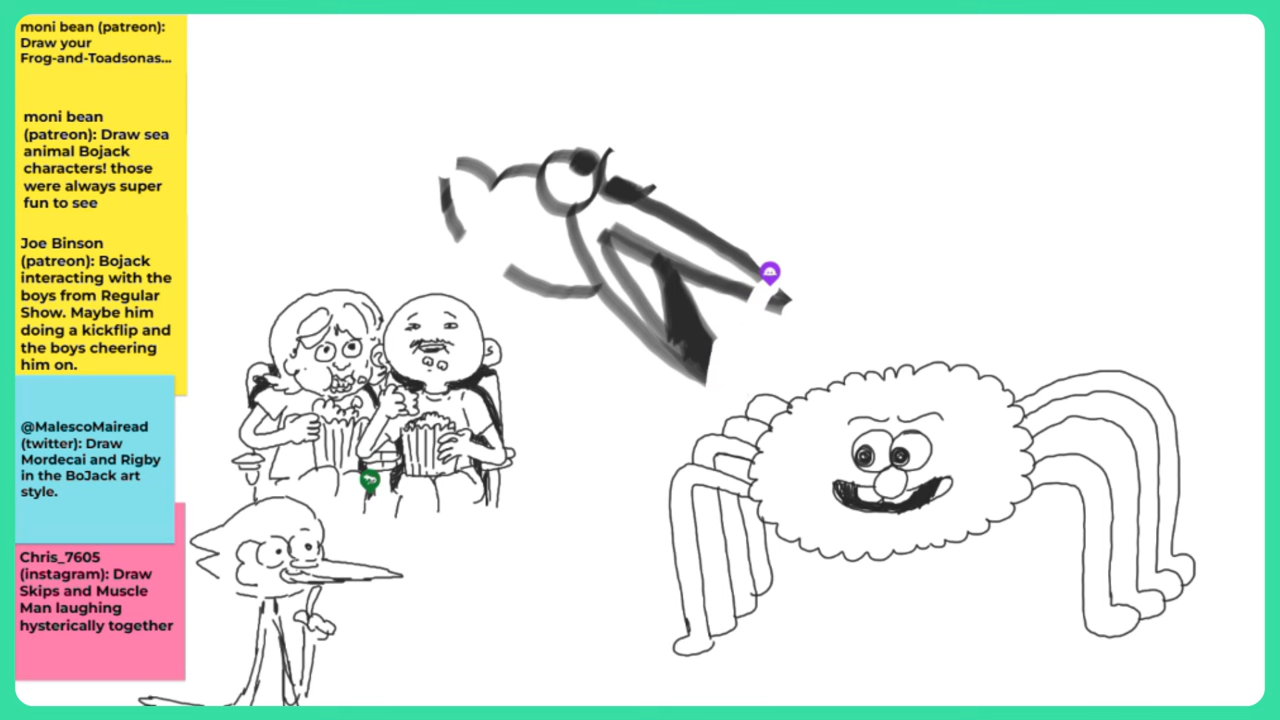 moni bean (patreon):
Draw your
Frog-and-Toadsonas...
moni bean
(patreon): Draw sea
animal Bojack
characters! those
were always super
fun to see
Joe Binson
(patreon): Bojack
interacting with the
boys from Regular
Show. Maybe him
doing a kickflip and
the boys cheering
him on.
@MalescoMairead
(twitter): Draw
Mordecai and Rigby
in the BoJack art
style.
Chris_7605
(instagram): Draw
Skips and Muscle
Man laughing
hysterically together